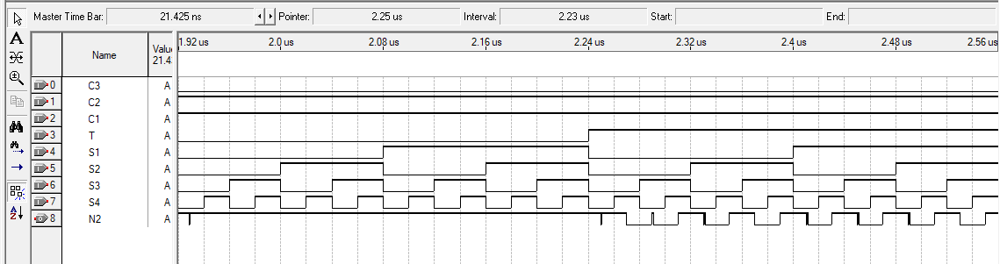 Master Time Bar: 21.425 ns Pointer: 2.25 us Interval: 2.23 us Start: End:
Name Value 21.4 1.92 us 2.0 us 2.08 us 2.16 us 2.24 us 2.32 us 2.4 us 2.48 us 2.56 us
0 C3 A
1 C2 A
2 C1 A
3 T A
4 S1 A
5 S2 A
6 S3 A
7 S4 A
8 N2 A